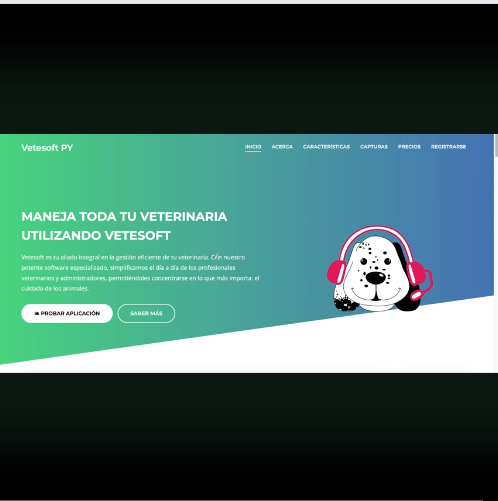 Vetesoft PY
INICIO ACERCA CARACTERÍSTICAS CAPTURAS PRECIOS REGISTRARSE
MANEJA TODA TU VETERINARIA
UTILIZANDO VETESOFT
Vetesoft es tu aliado integral en la gestión eficiente de su veterinaria. nuestro
potente software especializado, simplificamos el día a día de los profesionales
veterinarios y administradores, permitiéndoles concentrarse en lo que más importa: el
cuidado de los animales.
PROBAR APLICACIÓN SABER MÁS